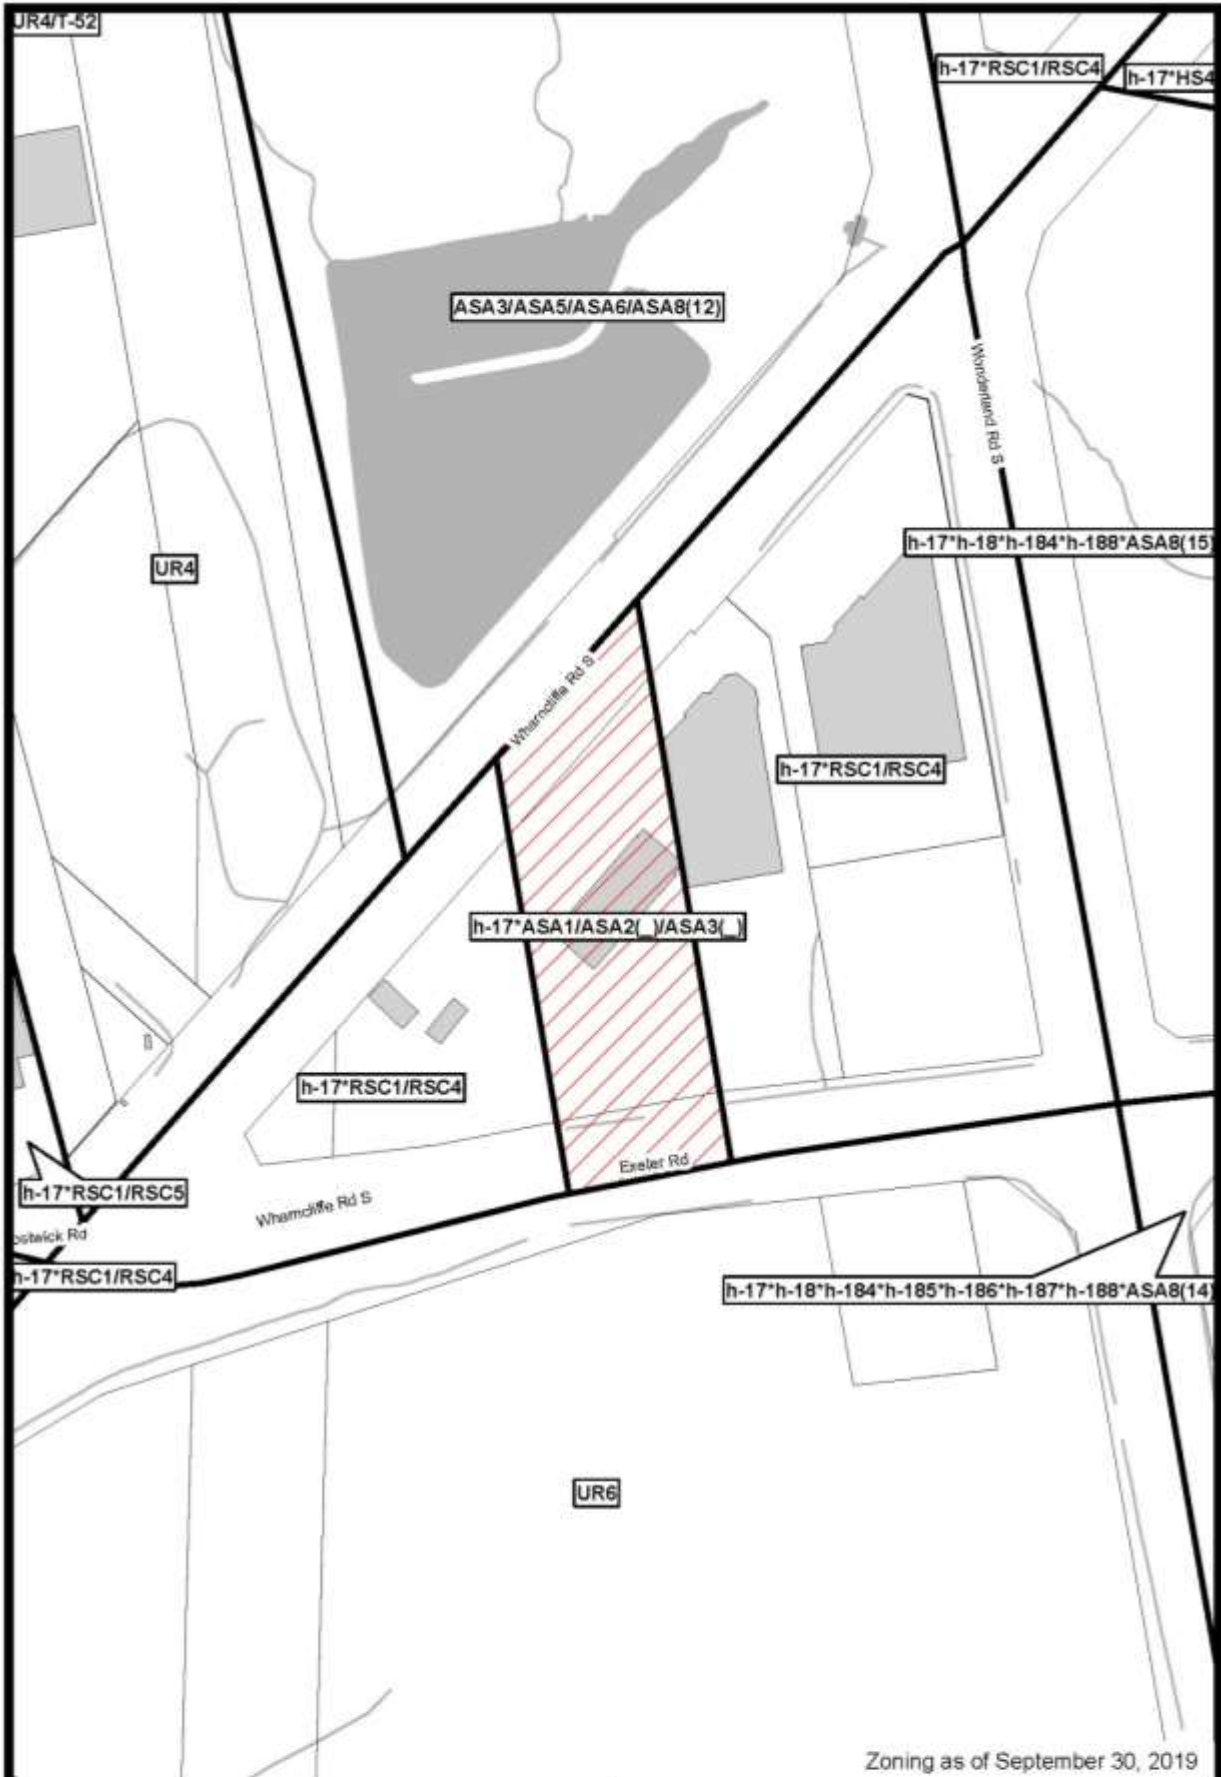 UR4/T-52
h-17*RSC1/RSC4
h-17*HS4
ASA3/ASA5/ASA6/ASA8(12)
Wonderland Rd S
h-17*h-18*h-184*h-188*ASA8(15)
UR4
Wharncliffe Rd S
h-17*RSC1/RSC4
h-17*ASA1/ASA2(_)/ASA3(_)
h-17*RSC1/RSC4
Exeter Rd
h-17*RSC1/RSC5
Wharncliffe Rd S
ostwick Rd
h-17*RSC1/RSC4
h-17*h-18*h-184*h-185*h-186*h-187*h-188*ASA8(14)
UR6
Zoning as of September 30, 2019